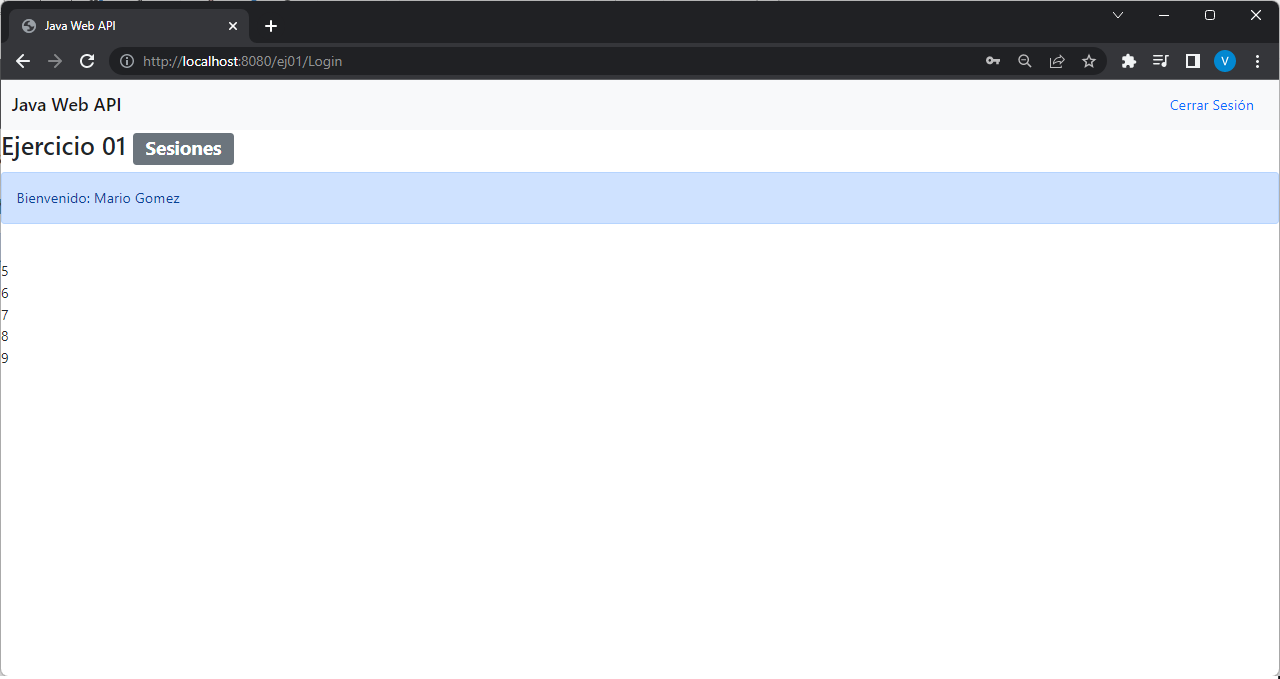 Java Web API
http://localhost:8080/ej01/Login
V
Java Web API
Cerrar Sesión
Ejercicio 01 Sesiones
Bienvenido: Mario Gomez
5
6
7
8
9